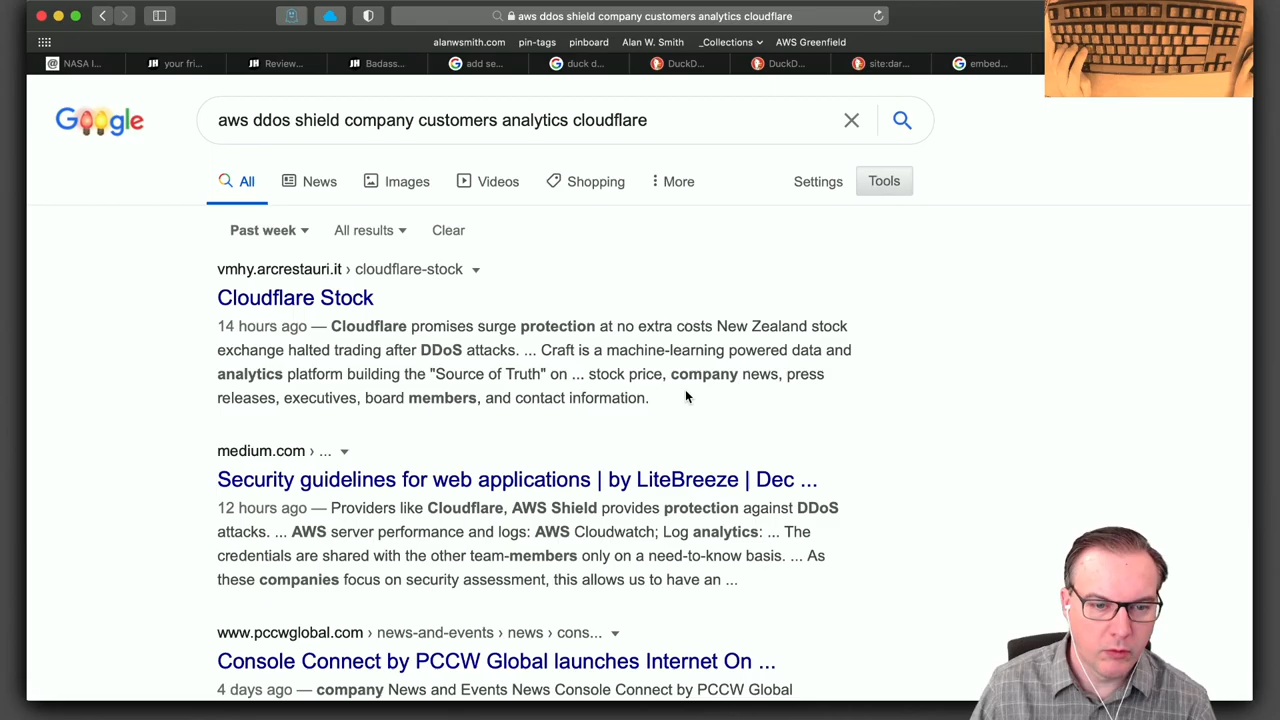 aws ddos shield company customers analytics cloudflare
alanwsmith.com pin-tags pinboard Alan W. Smith _Collections AWS Greenfield
NASA I... JH your fri... JH Review... JH Badass... add se... duck d... DuckD... DuckD... site:dar... embed...
Google
aws ddos shield company customers analytics cloudflare
All News Images Videos Shopping More Settings Tools
Past week All results Clear
vmhy.arcrestauri.it › cloudflare-stock
Cloudflare Stock
14 hours ago — Cloudflare promises surge protection at no extra costs New Zealand stock
exchange halted trading after DDoS attacks. ... Craft is a machine-learning powered data and
analytics platform building the "Source of Truth" on ... stock price, company news, press
releases, executives, board members, and contact information.
medium.com › ...
Security guidelines for web applications | by LiteBreeze | Dec ...
12 hours ago — Providers like Cloudflare, AWS Shield provides protection against DDoS
attacks. ... AWS server performance and logs: AWS Cloudwatch; Log analytics: ... The
credentials are shared with the other team-members only on a need-to-know basis. ... As
these companies focus on security assessment, this allows us to have an ...
www.pccwglobal.com › news-and-events › news › cons...
Console Connect by PCCW Global launches Internet On ...
4 days ago — company News and Events News Console Connect by PCCW Global